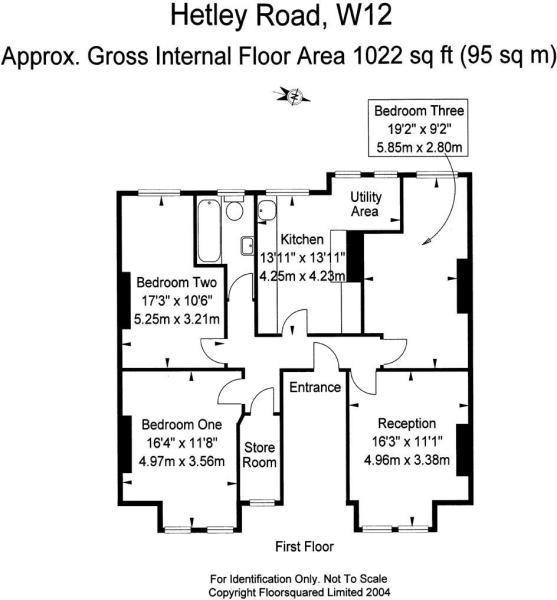 Hetley Road, W12
Approx. Gross Internal Floor Area 1022 sq ft (95 sq m)
Bedroom Three
19'2" x 9'2"
5.85m x 2.80m
Utility
Area
Kitchen
13'11" x 13'11"
4.25m x 4.23m
Bedroom Two
17'3" x 10'6"
5.25m x 3.21m
Entrance
Bedroom One
16'4" x 11'8"
4.97m x 3.56m
Store
Room
Reception
16'3" x 11'1"
4.96m x 3.38m
First Floor
For Identification Only. Not To Scale
Copyright Floorsquared Limited 2004